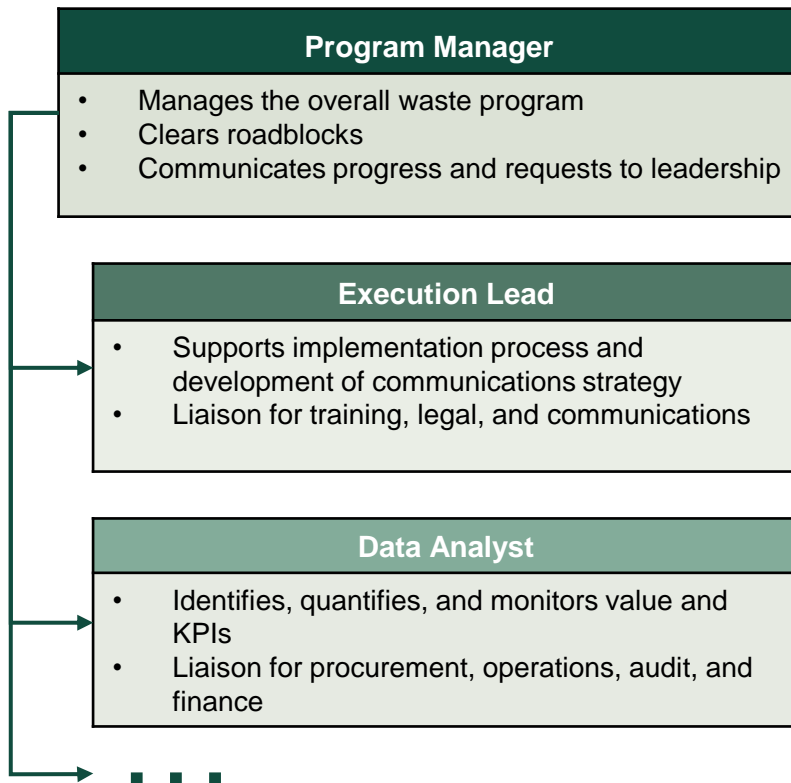 Program Manager
• Manages the overall waste program
• Clears roadblocks
• Communicates progress and requests to leadership
Execution Lead
• Supports implementation process and
development of communications strategy
• Liaison for training, legal, and communications
Data Analyst
• Identifies, quantifies, and monitors value and
KPIs
• Liaison for procurement, operations, audit, and
finance
...